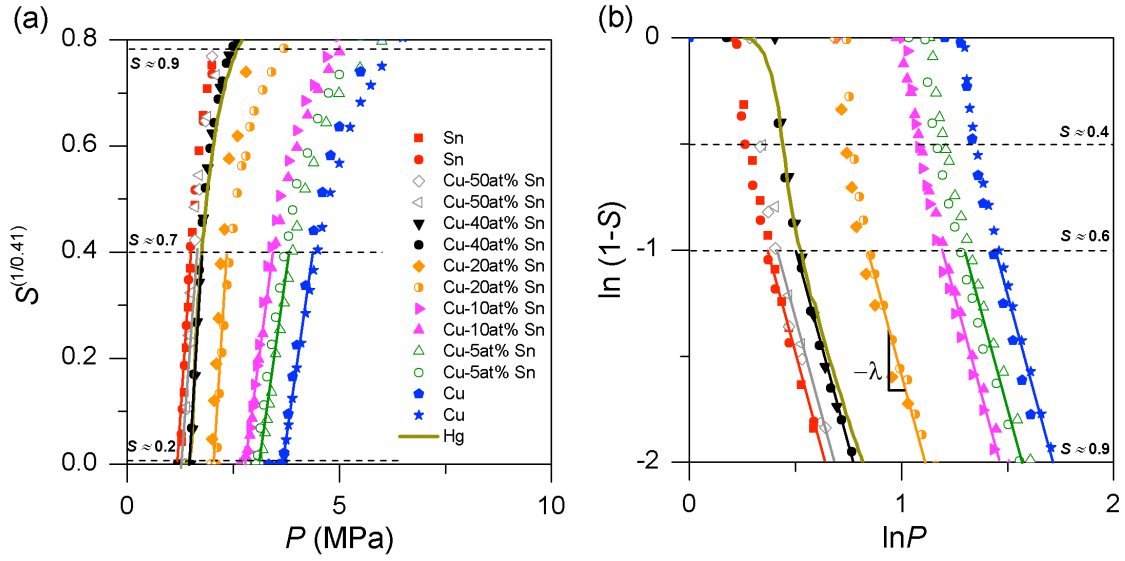 (a)
S^(1/0.41)
0.8
0.6
0.4
0.2
0.0
0
5
10
P (MPa)
S ≈ 0.9
S ≈ 0.7
S ≈ 0.2
Sn
Sn
Cu-50at% Sn
Cu-50at% Sn
Cu-40at% Sn
Cu-40at% Sn
Cu-20at% Sn
Cu-20at% Sn
Cu-10at% Sn
Cu-10at% Sn
Cu-5at% Sn
Cu-5at% Sn
Cu
Cu
Hg
(b)
ln (1-S)
0
-1
-2
0
1
2
lnP
S ≈ 0.4
S ≈ 0.6
−λ
S ≈ 0.9